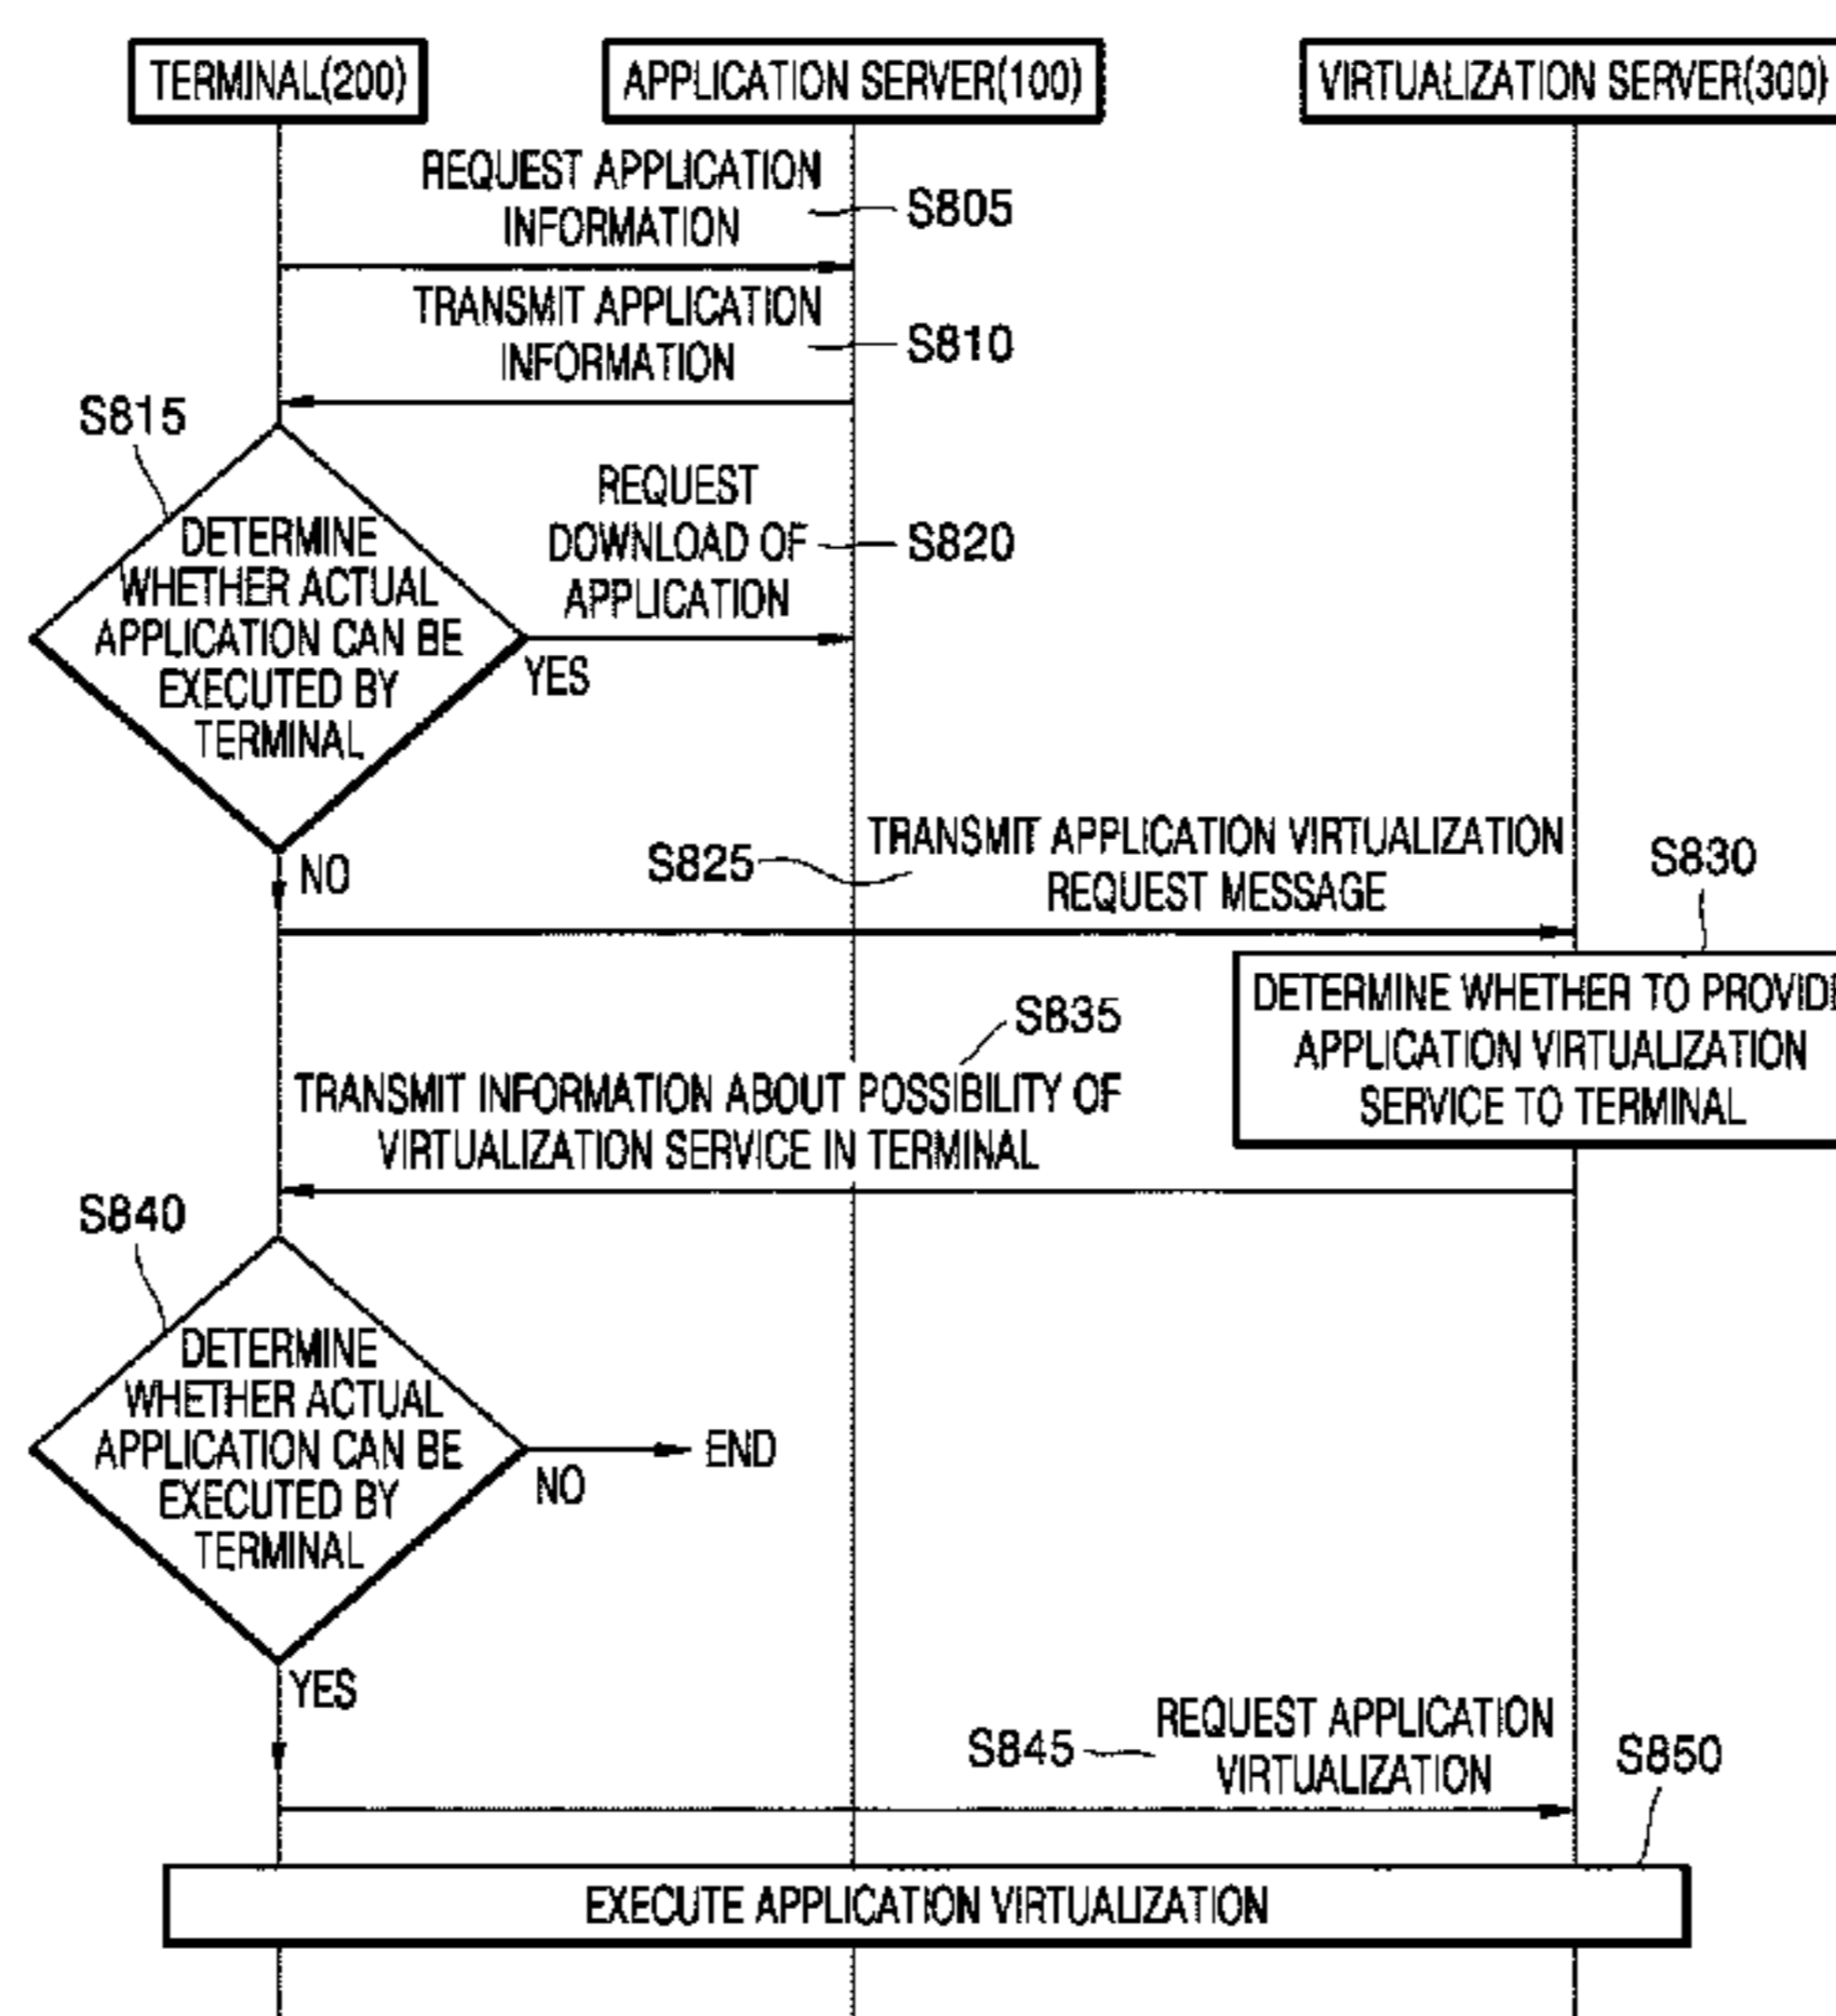 TERMINAL(200)
APPLICATION SERVER(100)
VIRTUALIZATION SERVER(300)
REQUEST APPLICATION
INFORMATION
S805
TRANSMIT APPLICATION
INFORMATION
S810
S815
DETERMINE
WHETHER ACTUAL
APPLICATION CAN BE
EXECUTED BY
TERMINAL
REQUEST
DOWNLOAD OF
APPLICATION
S820
YES
NO
S825
TRANSMIT APPLICATION VIRTUALIZATION
REQUEST MESSAGE
S830
DETERMINE WHETHER TO PROVIDE
APPLICATION VIRTUALIZATION
SERVICE TO TERMINAL
S835
TRANSMIT INFORMATION ABOUT POSSIBILITY OF
VIRTUALIZATION SERVICE IN TERMINAL
S840
DETERMINE
WHETHER ACTUAL
APPLICATION CAN BE
EXECUTED BY
TERMINAL
END
NO
YES
S845
REQUEST APPLICATION
VIRTUALIZATION
S850
EXECUTE APPLICATION VIRTUALIZATION